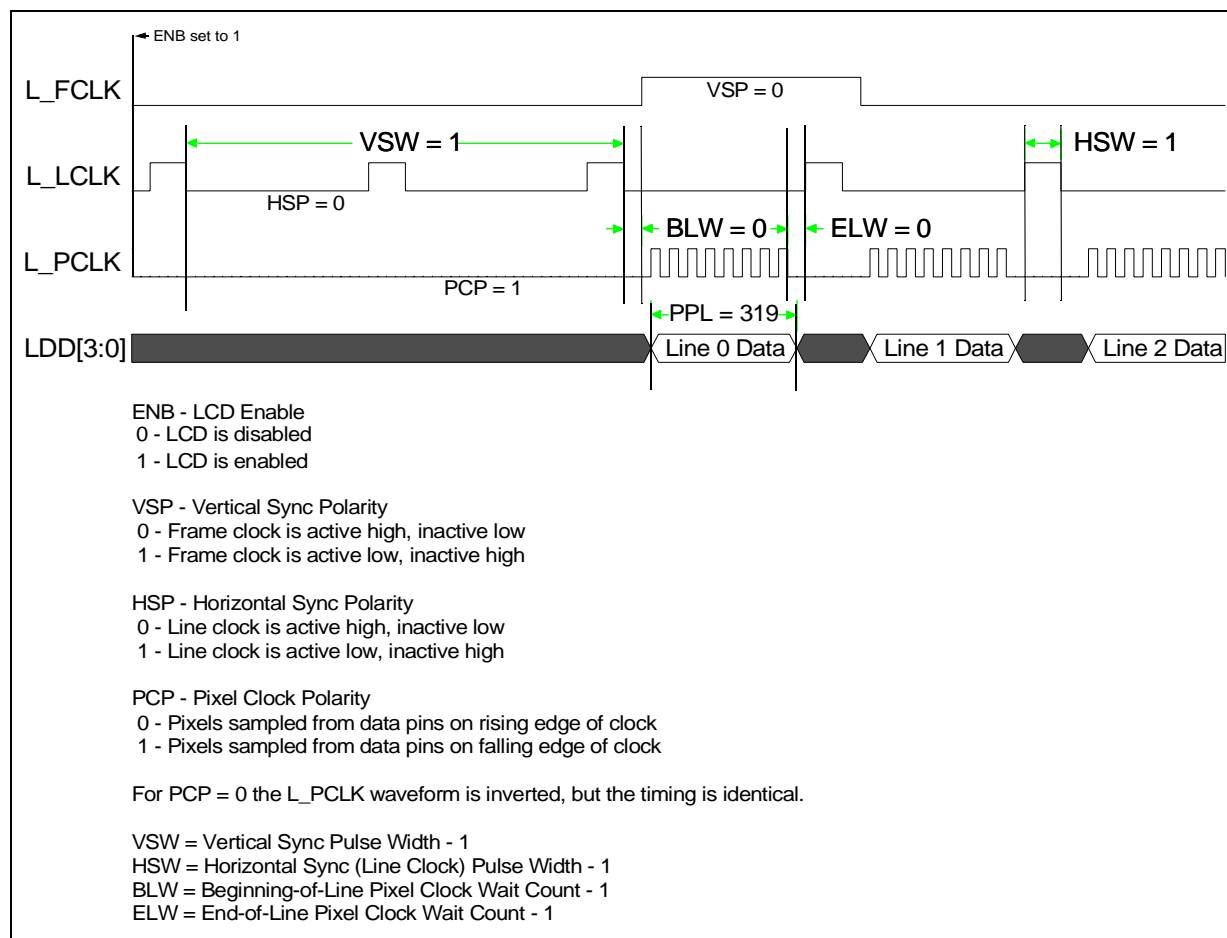 ENB set to 1
L_FCLK
VSP = 0
VSW = 1
HSW = 1
L_LCLK
HSP = 0
BLW = 0
ELW = 0
L_PCLK
PCP = 1
PPL = 319
LDD[3:0]
Line 0 Data
Line 1 Data
Line 2 Data
ENB - LCD Enable
0 - LCD is disabled
1 - LCD is enabled
VSP - Vertical Sync Polarity
0 - Frame clock is active high, inactive low
1 - Frame clock is active low, inactive high
HSP - Horizontal Sync Polarity
0 - Line clock is active high, inactive low
1 - Line clock is active low, inactive high
PCP - Pixel Clock Polarity
0 - Pixels sampled from data pins on rising edge of clock
1 - Pixels sampled from data pins on falling edge of clock
For PCP = 0 the L_PCLK waveform is inverted, but the timing is identical.
VSW = Vertical Sync Pulse Width - 1
HSW = Horizontal Sync (Line Clock) Pulse Width - 1
BLW = Beginning-of-Line Pixel Clock Wait Count - 1
ELW = End-of-Line Pixel Clock Wait Count - 1